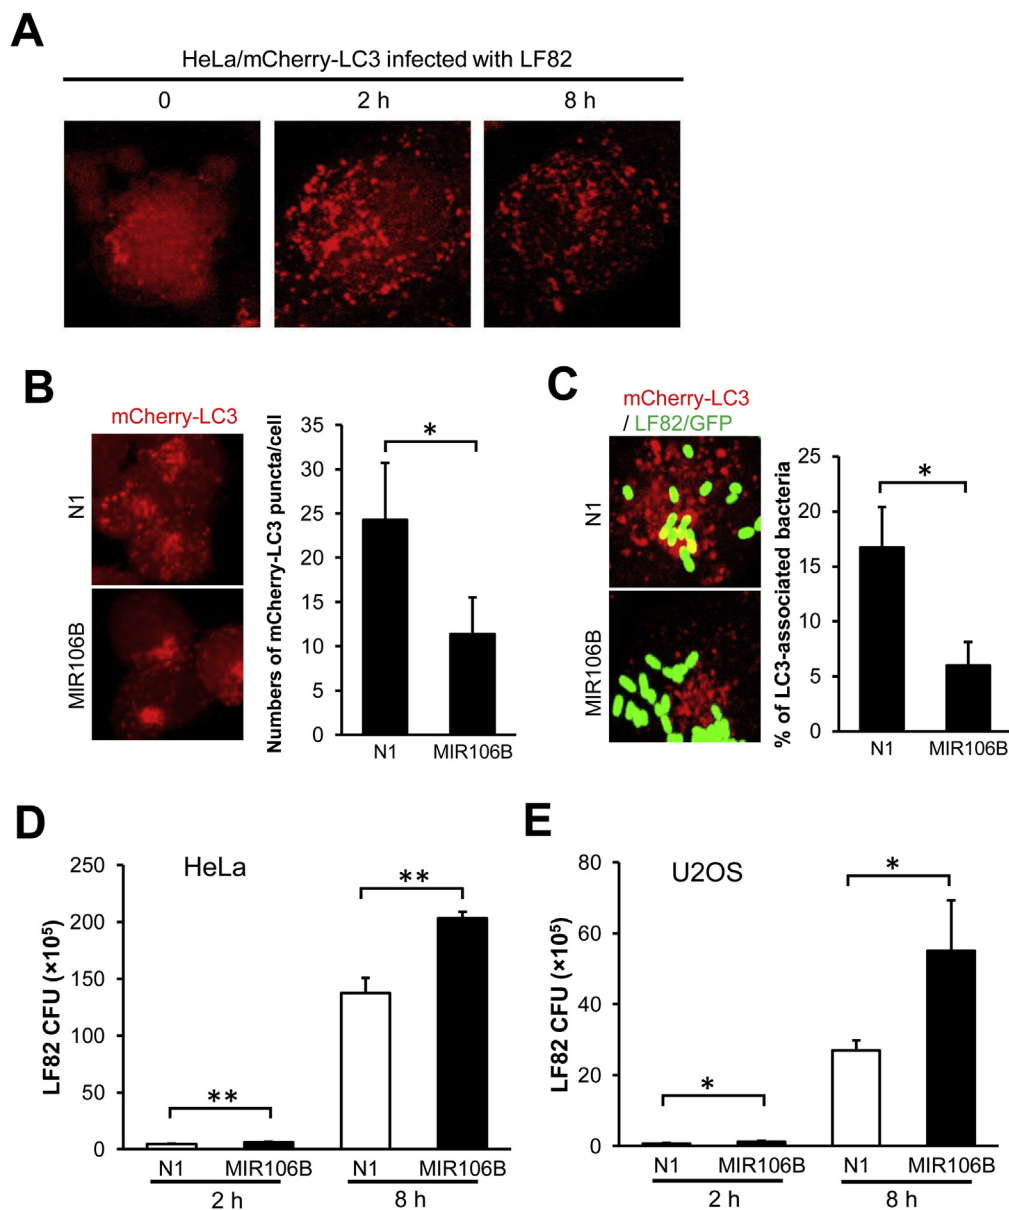 A
HeLa/mCherry-LC3 infected with LF82
0 2 h 8 h
B
mCherry-LC3
N1
MIR106B
Numbers of mCherry-LC3 puncta/cell
35
30
25
20
15
10
5
0
*
N1 MIR106B
C
mCherry-LC3
/ LF82/GFP
N1
MIR106B
% of LC3-associated bacteria
25
20
15
10
5
0
*
N1 MIR106B
D
HeLa
LF82 CFU (×10⁵)
250
200
150
100
50
0
**
**
N1 MIR106B N1 MIR106B
2 h 8 h
E
U2OS
LF82 CFU (×10⁵)
80
60
40
20
0
*
*
N1 MIR106B N1 MIR106B
2 h 8 h